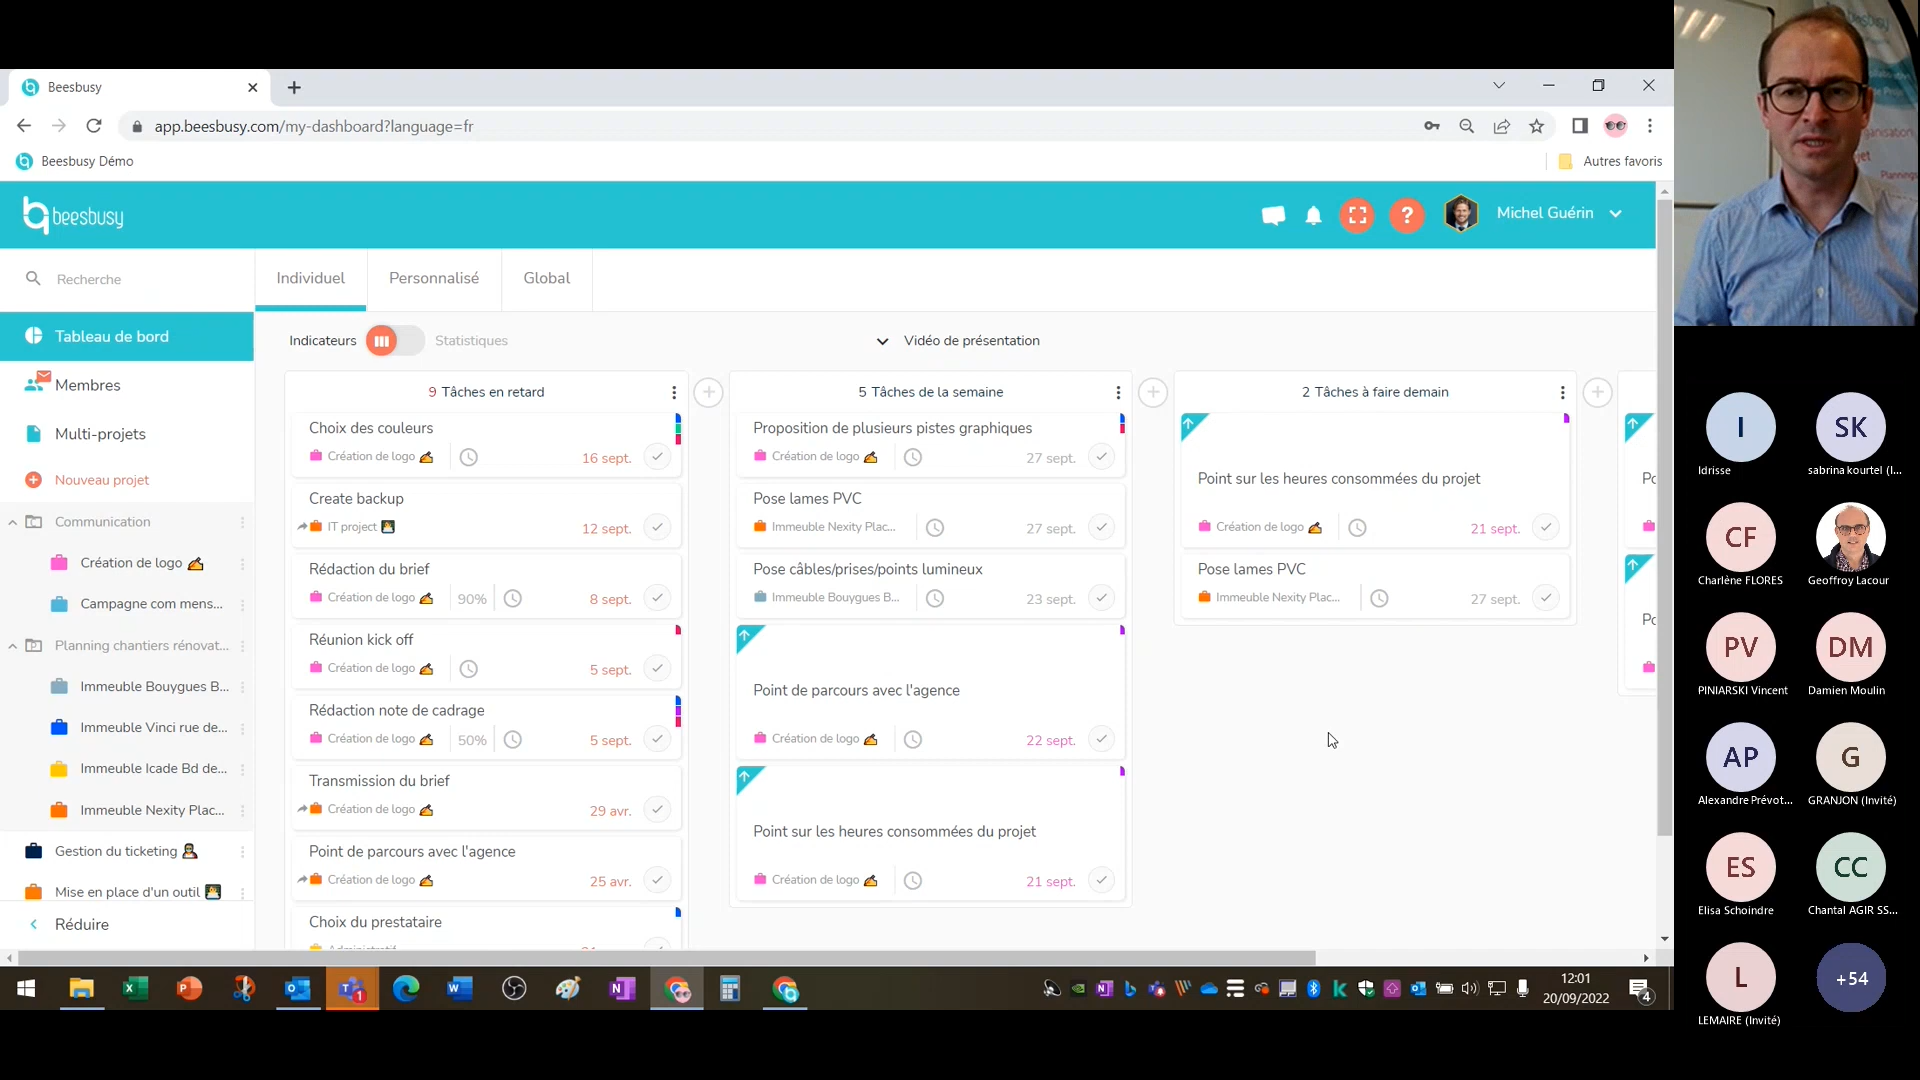 Beesbusy
app.beesbusy.com/my-dashboard?language=fr
Beesbusy Démo
Autres favoris
beesbusy
Michel Guérin
Recherche
Individuel
Personnalisé
Global
Tableau de bord
Membres
Multi-projets
Nouveau projet
Communication
Création de logo
Campagne com mens...
Planning chantiers rénovat...
Immeuble Bouygues B...
Immeuble Vinci rue de...
Immeuble Icade Bd de...
Immeuble Nexity Plac...
Gestion du ticketing
Mise en place d'un outil
Réduire
Indicateurs
Statistiques
Vidéo de présentation
9 Tâches en retard
Choix des couleurs
Création de logo
16 sept.
Create backup
IT project
12 sept.
Rédaction du brief
Création de logo
90%
8 sept.
Réunion kick off
Création de logo
5 sept.
Rédaction note de cadrage
Création de logo
50%
5 sept.
Transmission du brief
Création de logo
29 avr.
Point de parcours avec l'agence
Création de logo
25 avr.
Choix du prestataire
5 Tâches de la semaine
Proposition de plusieurs pistes graphiques
Création de logo
27 sept.
Pose lames PVC
Immeuble Nexity Plac...
27 sept.
Pose câbles/prises/points lumineux
Immeuble Bouygues B...
23 sept.
Point de parcours avec l'agence
Création de logo
22 sept.
Point sur les heures consommées du projet
Création de logo
21 sept.
2 Tâches à faire demain
Point sur les heures consommées du projet
Création de logo
21 sept.
Pose lames PVC
Immeuble Nexity Plac...
27 sept.
12:01
20/09/2022
4
1
beesbusy
I
Idrisse
SK
sabrina kourtel (I...
CF
Charlène FLORES
Geoffroy Lacour
PV
PINIARSKI Vincent
DM
Damien Moulin
AP
Alexandre Prévot...
G
GRANJON (Invité)
ES
Elisa Schoindre
CC
Chantal AGIR SS...
L
LEMAIRE (Invité)
+54